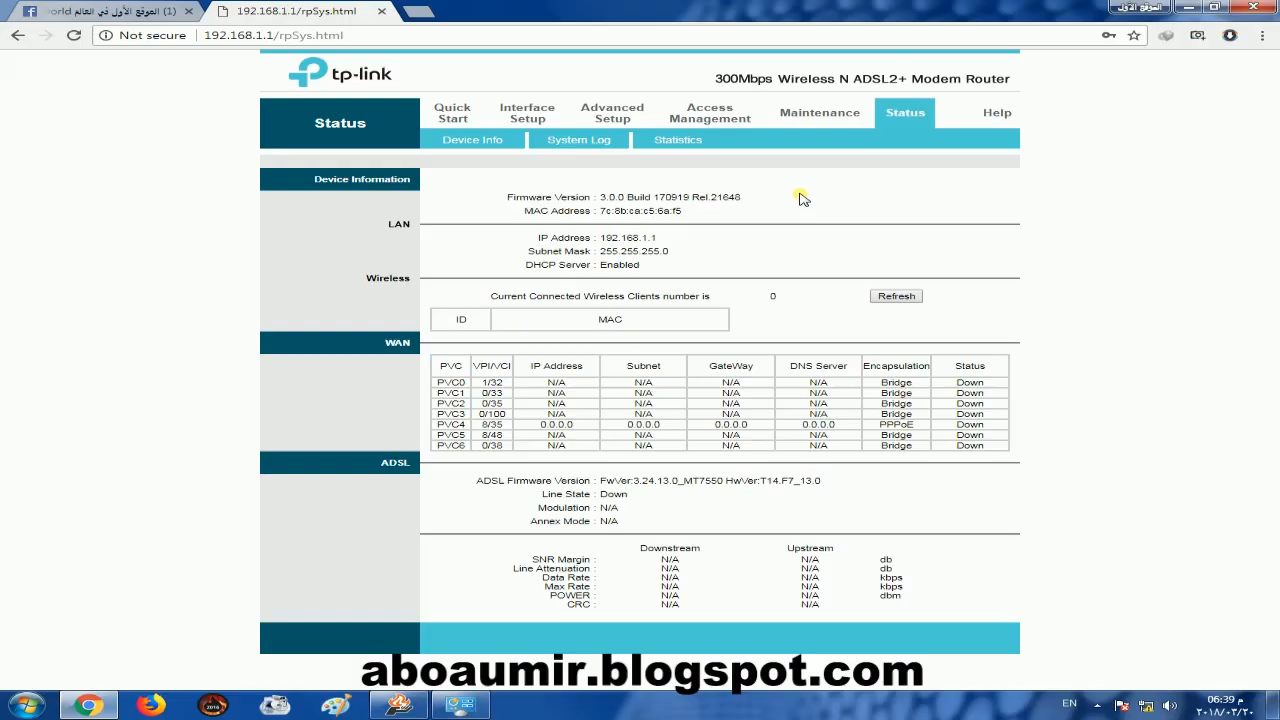 (1) الموقع الأول في العالم world-
192.168.1.1/rpSys.html
الموقع الأول
Not secure
192.168.1.1/rpSys.html
tp-link
300Mbps Wireless N ADSL2+ Modem Router
Status
Quick Start
Interface Setup
Advanced Setup
Access Management
Maintenance
Status
Help
Device Info
System Log
Statistics
Device Information
Firmware Version : 3.0.0 Build 170919 Rel.21648
MAC Address : 7c:8b:ca:c5:6a:f5
LAN
IP Address : 192.168.1.1
Subnet Mask : 255.255.255.0
DHCP Server : Enabled
Wireless
Current Connected Wireless Clients number is 0 Refresh
ID MAC
WAN
PVC VPI/VCI IP Address Subnet GateWay DNS Server Encapsulation Status
PVC0 1/32 N/A N/A N/A N/A Bridge Down
PVC1 0/33 N/A N/A N/A N/A Bridge Down
PVC2 0/35 N/A N/A N/A N/A Bridge Down
PVC3 0/100 N/A N/A N/A N/A Bridge Down
PVC4 8/35 0.0.0.0 0.0.0.0 0.0.0.0 0.0.0.0 PPPoE Down
PVC5 8/48 N/A N/A N/A N/A Bridge Down
PVC6 0/38 N/A N/A N/A N/A Bridge Down
ADSL
ADSL Firmware Version : FwVer:3.24.13.0_MT7550 HwVer:T14.F7_13.0
Line State : Down
Modulation : N/A
Annex Mode : N/A
Downstream Upstream
SNR Margin : N/A N/A db
Line Attenuation : N/A N/A db
Data Rate : N/A N/A kbps
Max Rate : N/A N/A kbps
POWER : N/A N/A dbm
CRC : N/A N/A
aboaumir.blogspot.com
2016
EN
06:39 م
٢٠١٨/٠٣/٢٠